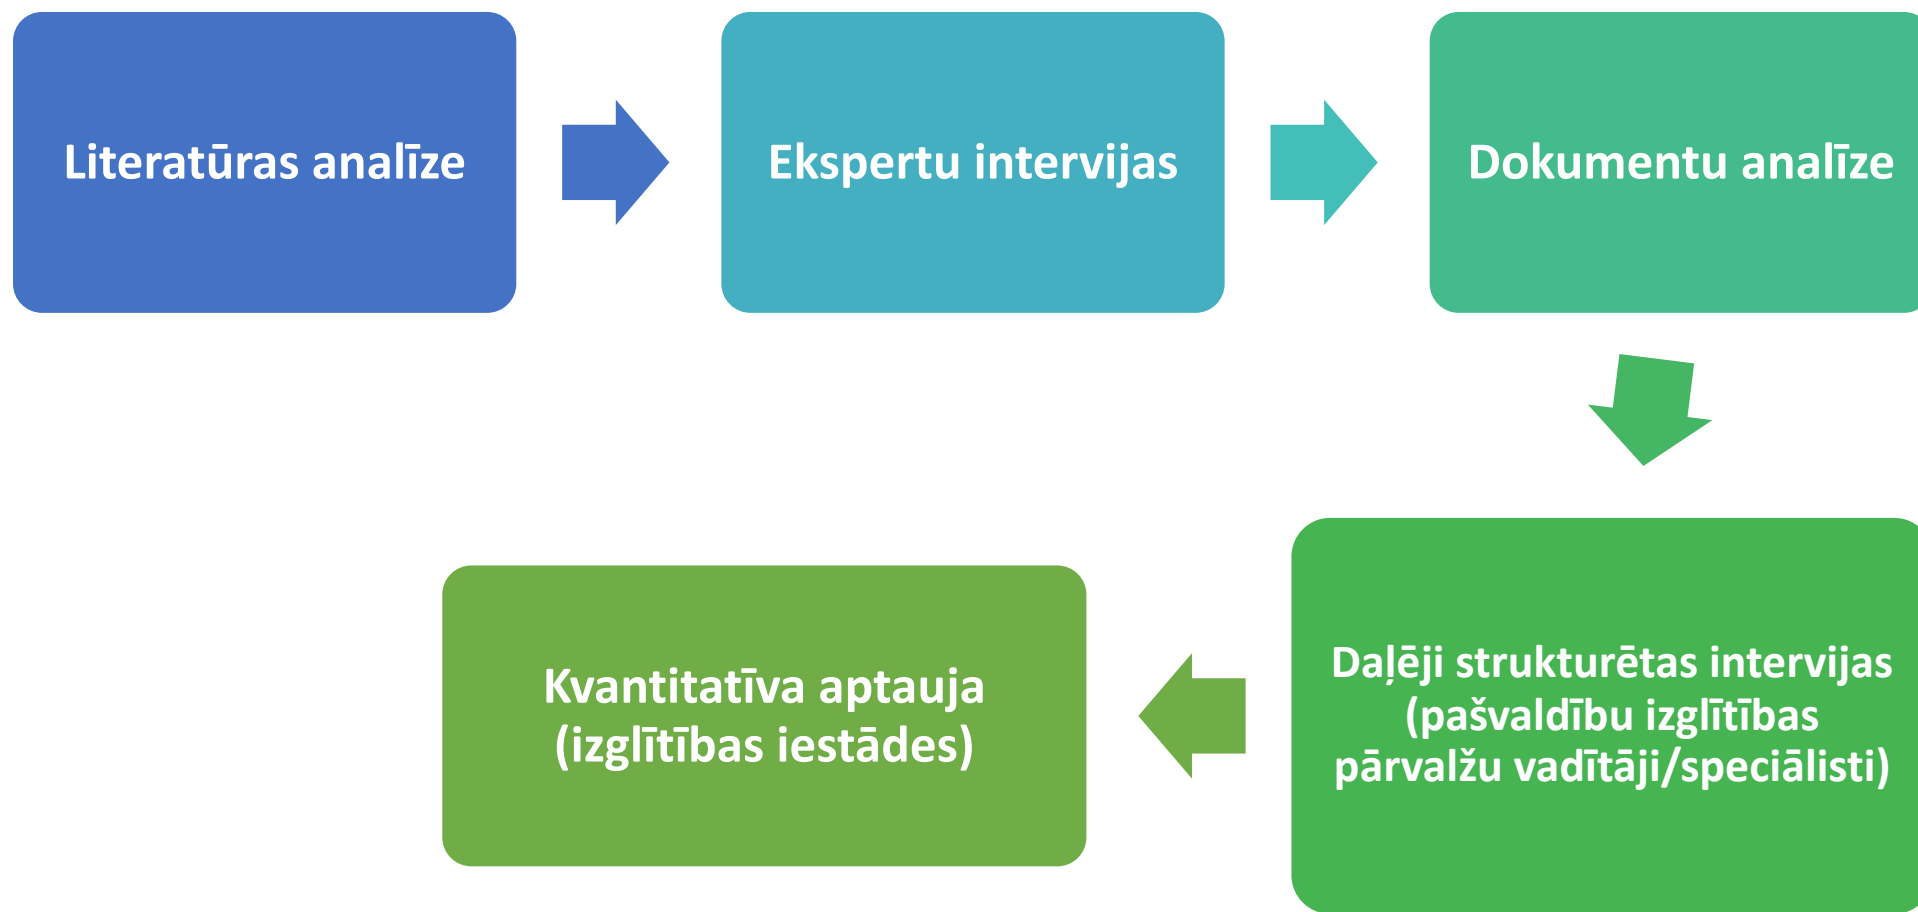 Literatūras analīze
Ekspertu intervijas
Dokumentu analīze
Daļēji strukturētas intervijas
(pašvaldību izglītības
pārvalžu vadītāji/speciālisti)
Kvantitatīva aptauja
(izglītības iestādes)